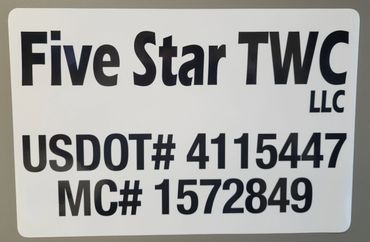 Five Star TWC
LLC
USDOT# 4115447
MC# 1572849